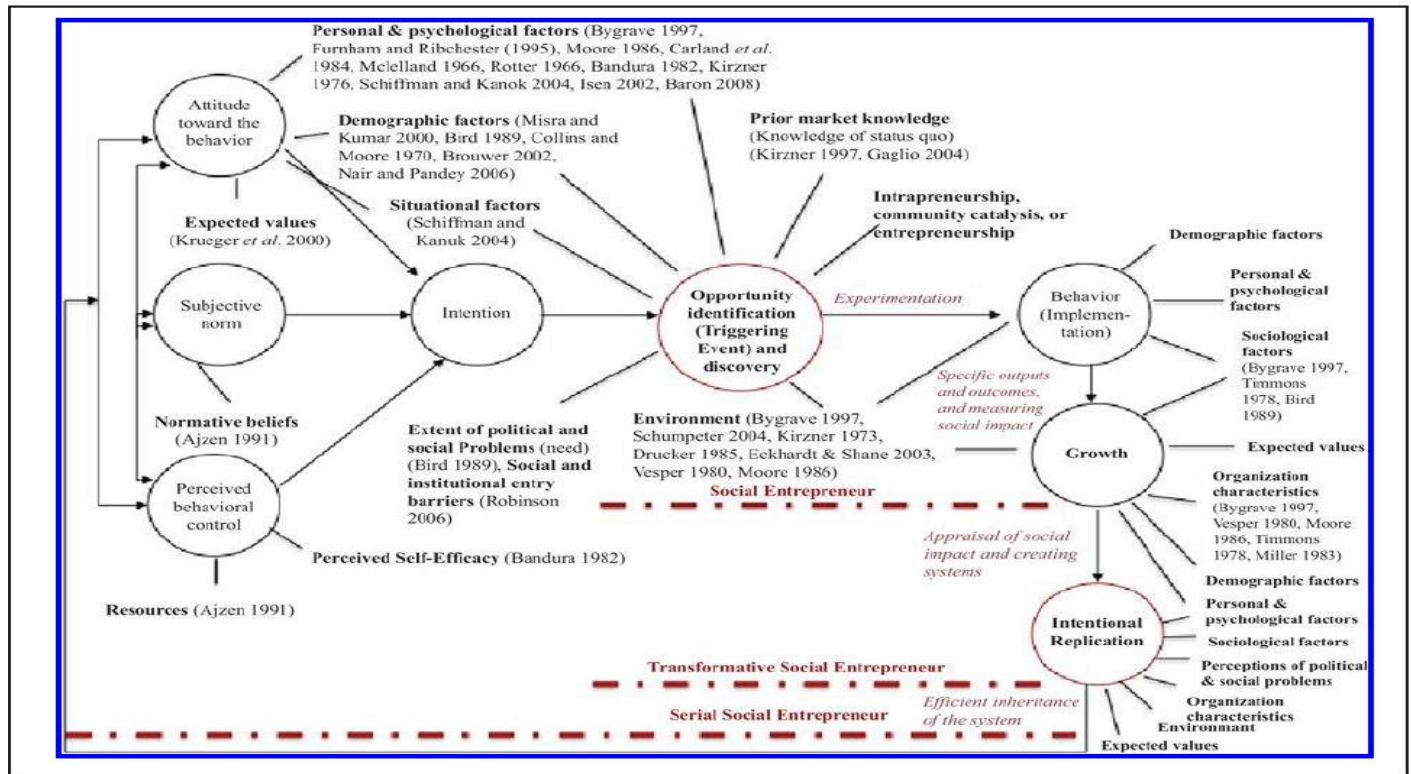 Personal & psychological factors (Bygrave 1997,
Furnham and Ribchester (1995), Moore 1986, Carland et al.
1984, Mclelland 1966, Rotter 1966, Bandura 1982, Kirzner
1976, Schiffman and Kanok 2004, Isen 2002, Baron 2008)
Attitude
toward the
behavior
Demographic factors (Misra and
Kumar 2000, Bird 1989, Collins and
Moore 1970, Brouwer 2002,
Nair and Pandey 2006)
Prior market knowledge
(Knowledge of status quo)
(Kirzner 1997, Gaglio 2004)
Expected values
(Krueger et al. 2000)
Situational factors
(Schiffman and
Kanuk 2004)
Intrapreneurship,
community catalysis, or
entrepreneurship
Subjective
norm
Intention
Opportunity
identification
(Triggering
Event) and
discovery
Experimentation
Behavior
(Implemen-
tation)
Demographic factors
Personal &
psychological
factors
Sociological
factors
(Bygrave 1997,
Timmons
1978, Bird
1989)
Specific outputs
and outcomes,
and measuring
social impact
Normative beliefs
(Ajzen 1991)
Extent of political and
social Problems (need)
(Bird 1989), Social and
institutional entry
barriers (Robinson
2006)
Environment (Bygrave 1997,
Schumpeter 2004, Kirzner 1973,
Drucker 1985, Eckhardt & Shane 2003,
Vesper 1980, Moore 1986)
Growth
Expected values
Perceived
behavioral
control
Social Entrepreneur
Organization
characteristics
(Bygrave 1997,
Vesper 1980, Moore
1986, Timmons
1978, Miller 1983)
Perceived Self-Efficacy (Bandura 1982)
Appraisal of social
impact and creating
systems
Resources (Ajzen 1991)
Demographic factors
Personal &
psychological factors
Intentional
Replication
Sociological factors
Perceptions of political
& social problems
Transformative Social Entrepreneur
Efficient inheritance
of the system
Serial Social Entrepreneur
Organization
characteristics
Environmant
Expected values